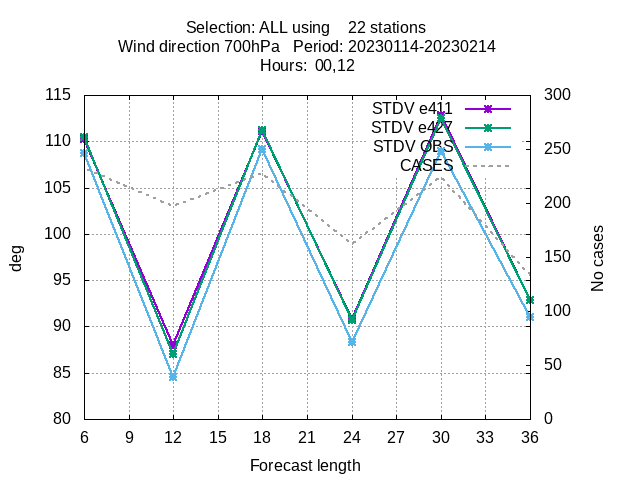 Selection: ALL using    22 stations
Wind direction 700hPa   Period: 20230114-20230214
Hours:  00,12
115 300
STDV e411
STDV e427
110 250
STDV OBS
CASES
105
200
100
deg
No cases
150
95
100
90
85 50
80 0
6 9 12 15 18 21 24 27 30 33 36
Forecast length